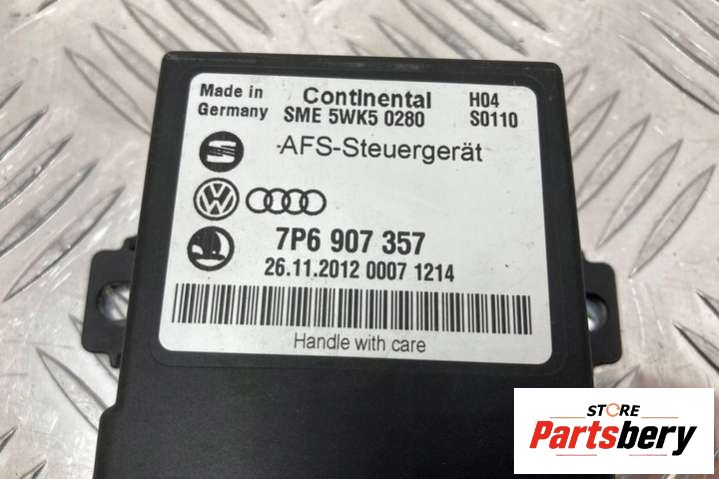 Made in Germany
Continental
SME 5WK5 0280
H04
S0110
AFS-Steuergerät
7P6 907 357
26.11.2012 0007 1214
Handle with care
STORE
Partsbery